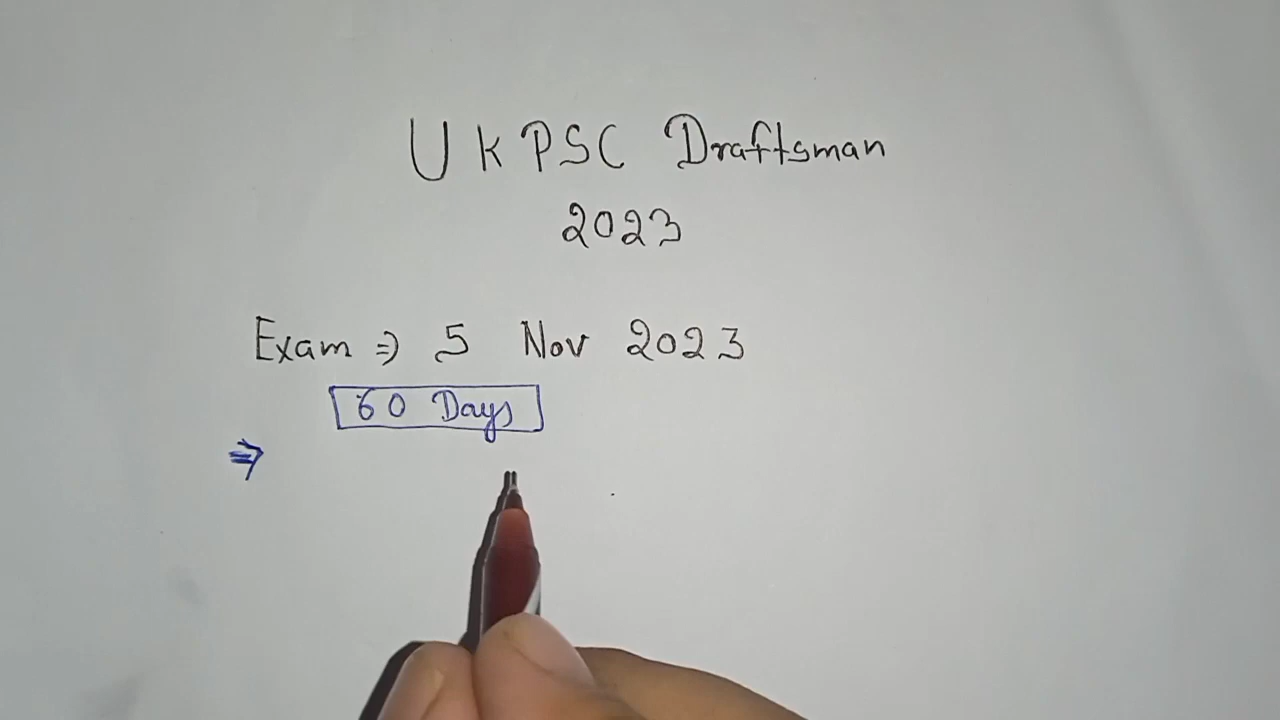 UKPSC Draftsman
2023
Exam ⇒ 5 Nov 2023
60 Days
⇒